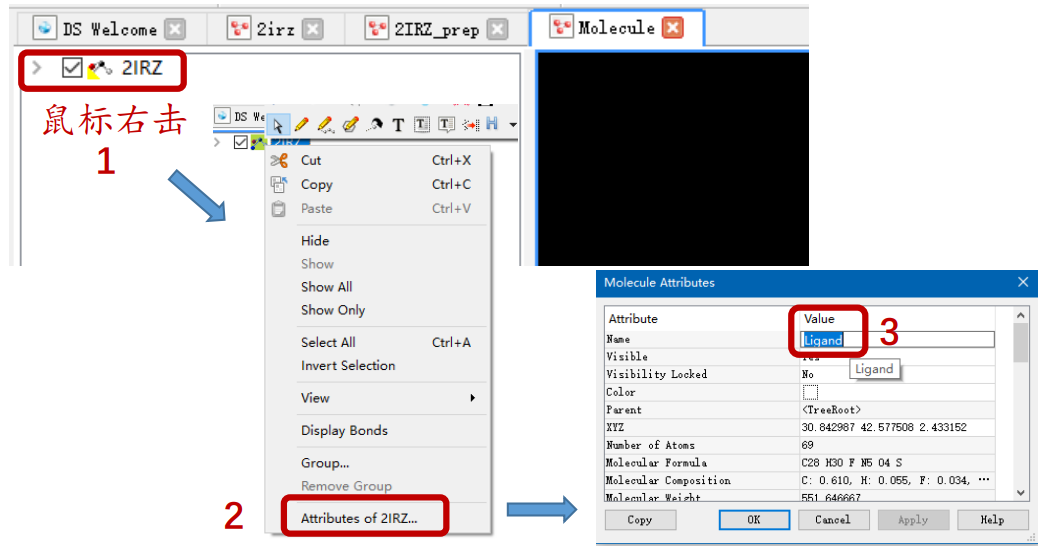 DS Welcome
2irz
2IRZ_prep
Molecule
2IRZ
鼠标右击
1
DS We
2IRZ
Cut Ctrl+X
Copy Ctrl+C
Paste Ctrl+V
Hide
Show
Show All
Show Only
Select All Ctrl+A
Invert Selection
View
Display Bonds
Group...
Remove Group
2
Attributes of 2IRZ...
Molecule Attributes
Attribute Value
3
Name Ligand
Visible Yes
Ligand
Visibility Locked No
Color
Parent <TreeRoot>
XYZ 30.842987 42.577508 2.433152
Number of Atoms 69
Molecular Formula C28 H30 F N5 O4 S
Molecular Composition C: 0.610, H: 0.055, F: 0.034, ...
Molecular Weight 551.646667
Copy OK Cancel Apply Help